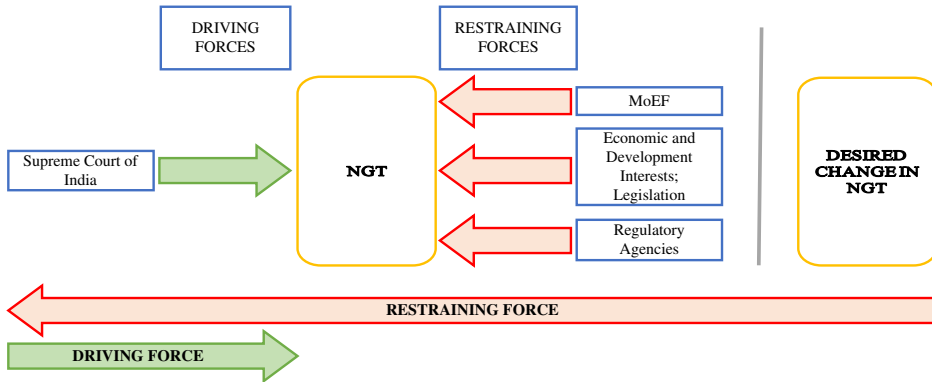 DRIVING
FORCES
RESTRAINING
FORCES
MoEF
Supreme Court of
India
NGT
Economic and
Development
Interests;
Legislation
Regulatory
Agencies
DESIRED
CHANGE IN
NGT
RESTRAINING FORCE
DRIVING FORCE